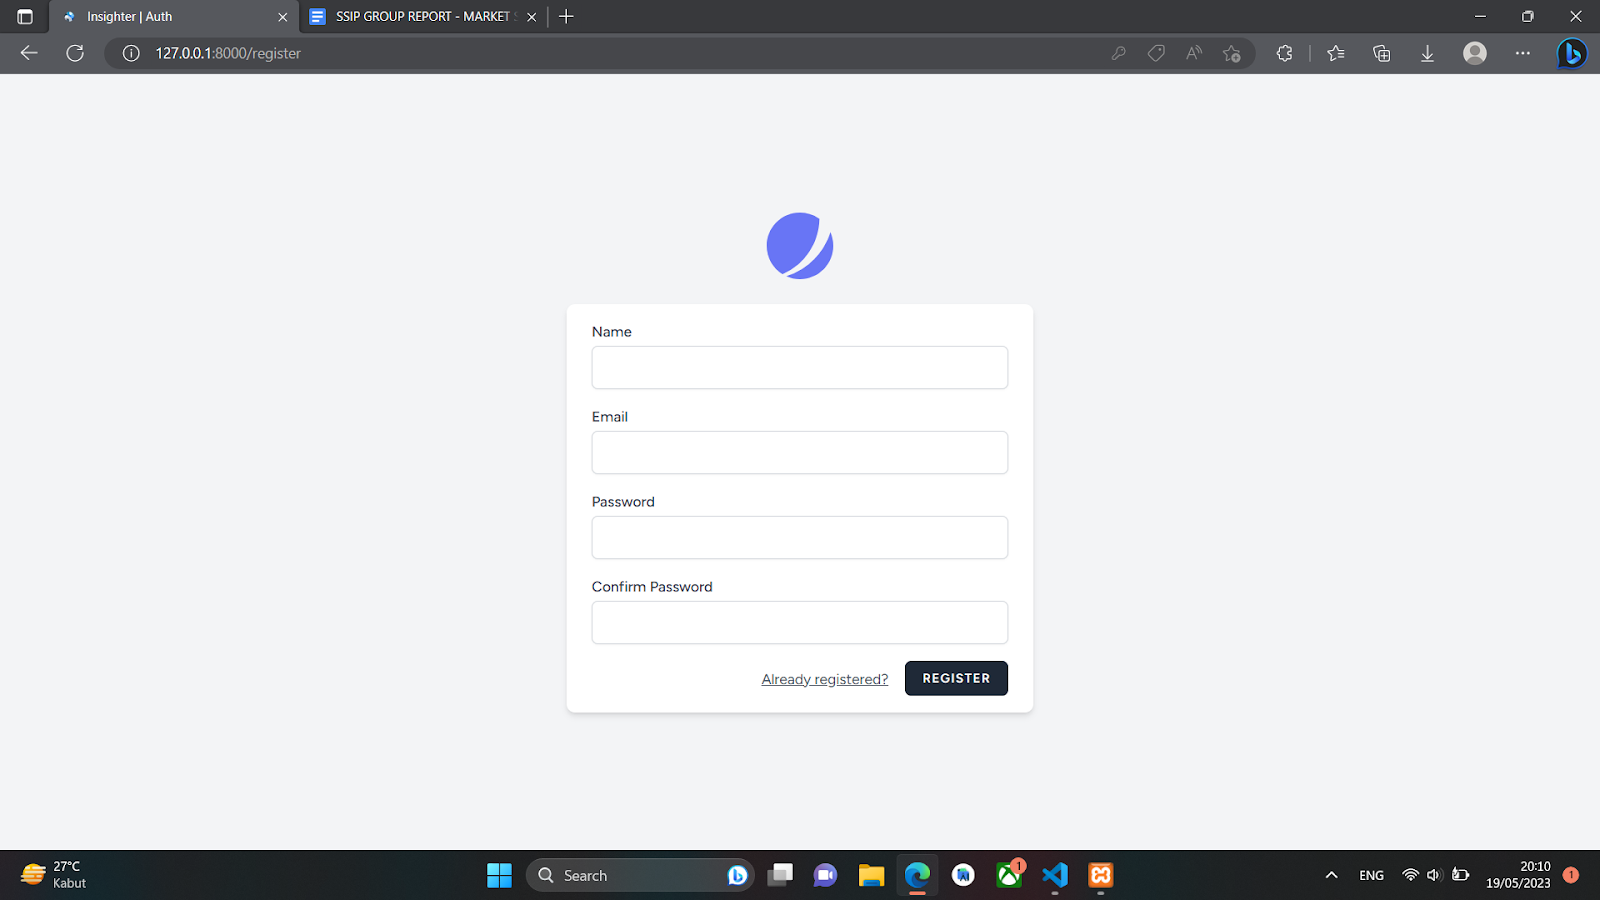 Insighter | Auth
SSIP GROUP REPORT - MARKET
127.0.0.1:8000/register
Name
Email
Password
Confirm Password
Already registered?
REGISTER
27°C
Kabut
Search
1
ENG
20:10
19/05/2023
1